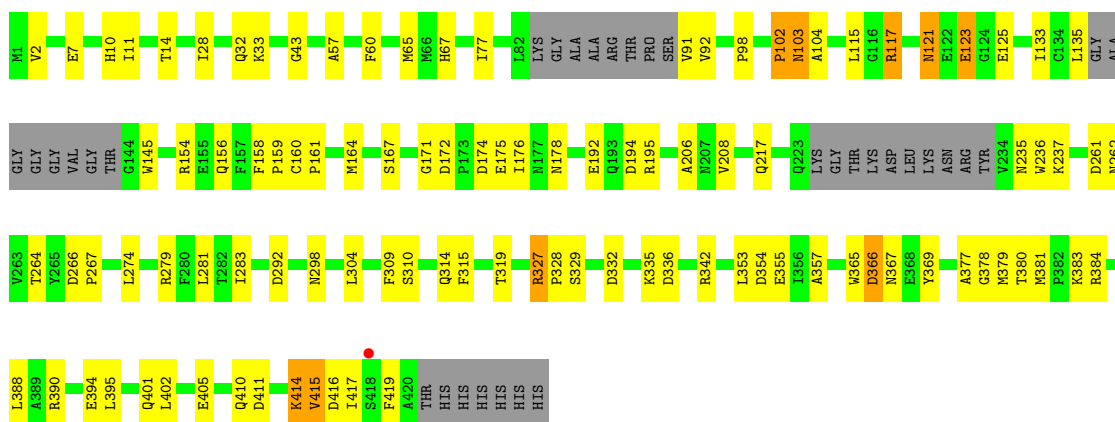 M1 V2 E7 H10 I11 T14 I28 Q32 K33 G43 A57 F60 M65 M66 H67 I77 L82 LYS GLY ALA ALA ARG THR PRO SER V91 V92 P98 P102 N103 A104 L115 G116 R117 N121 E122 E123 G124 E125 I133 C134 L135 GLY ALA
GLY GLY GLY VAL GLY THR G144 W145 R154 E155 Q156 F157 F158 P159 C160 P161 M164 S167 G171 D172 P173 D174 E175 I176 N177 N178 E192 Q193 D194 R195 A206 N207 V208 Q217 Q223 LYS GLY THR LYS ASP LEU LYS ASN ARG TYR V234 N235 W236 K237 D261 N262
V263 T264 Y265 D266 P267 L274 R279 F280 L281 T282 I283 D292 N298 L304 F309 S310 Q314 F315 T319 R327 P328 S329 D332 K335 D336 R342 L353 D354 E355 I356 A357 W365 D366 N367 E368 Y369 A377 G378 M379 T380 M381 P382 K383 R384
L388 A389 R390 E394 L395 Q401 L402 E405 Q410 D411 K414 V415 D416 I417 S418 F419 A420 THR HIS HIS HIS HIS HIS HIS